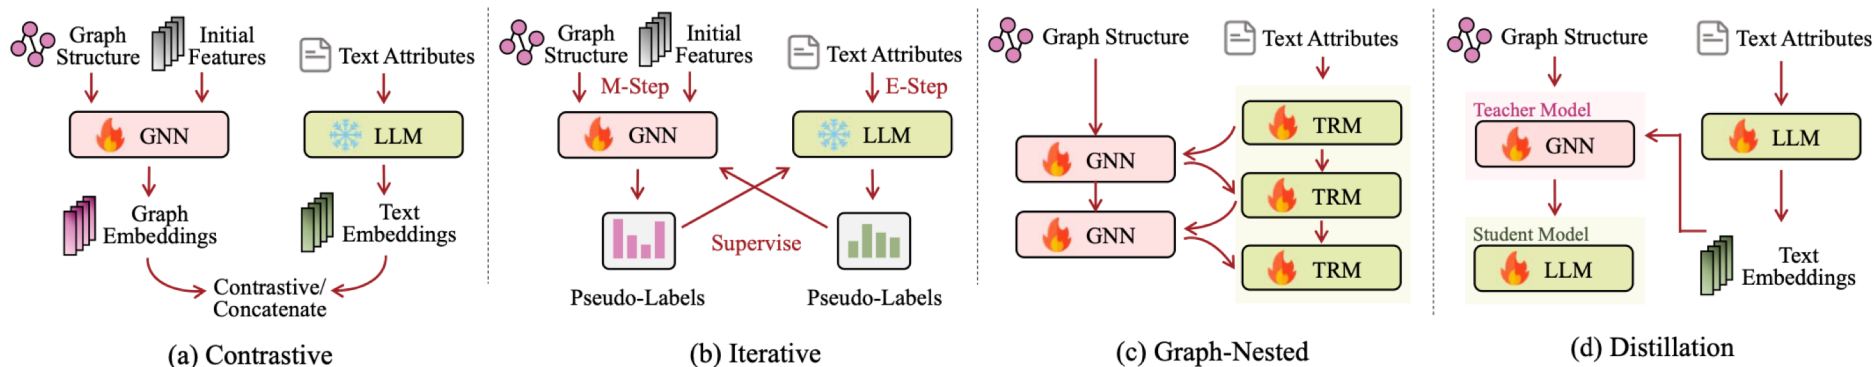 Graph
Structure
Initial
Features
Text Attributes
GNN
LLM
Graph
Embeddings
Text
Embeddings
Contrastive/
Concatenate
(a) Contrastive
Graph
Structure
Initial
Features
Text Attributes
M-Step
E-Step
GNN
LLM
Supervise
Pseudo-Labels
Pseudo-Labels
(b) Iterative
Graph Structure
Text Attributes
TRM
GNN
TRM
GNN
TRM
(c) Graph-Nested
Graph Structure
Text Attributes
Teacher Model
GNN
LLM
Student Model
LLM
Text
Embeddings
(d) Distillation